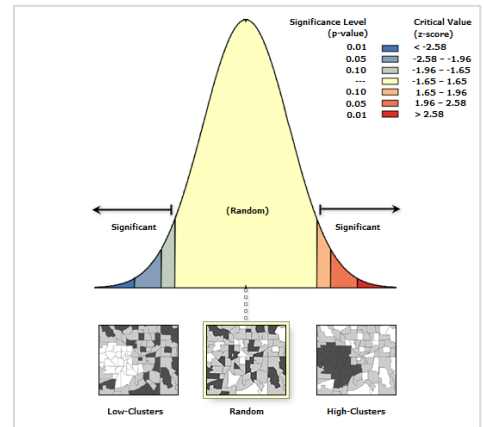 Significance Level Critical Value
(p-value) (z-score)
0.01 < -2.58
0.05 -2.58 – -1.96
0.10 -1.96 – -1.65
--- -1.65 – 1.65
0.10 1.65 – 1.96
0.05 1.96 – 2.58
0.01 > 2.58
(Random)
Significant Significant
Low-Clusters Random High-Clusters